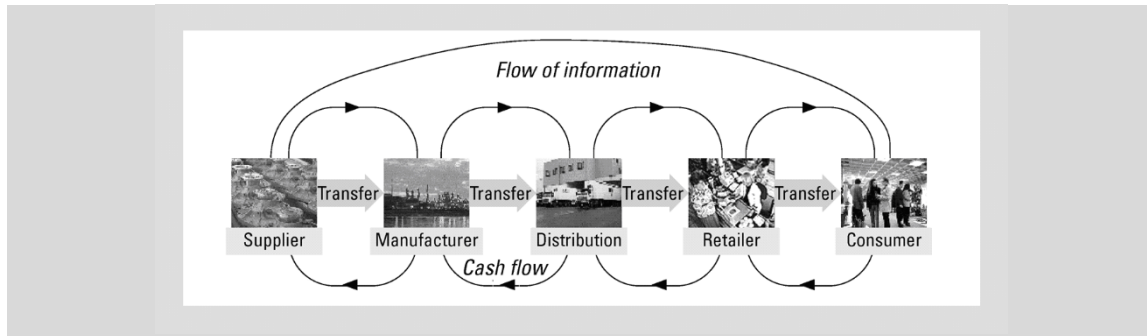 Flow of information
Transfer Transfer Transfer Transfer
Supplier Manufacturer Distribution Retailer Consumer
Cash flow